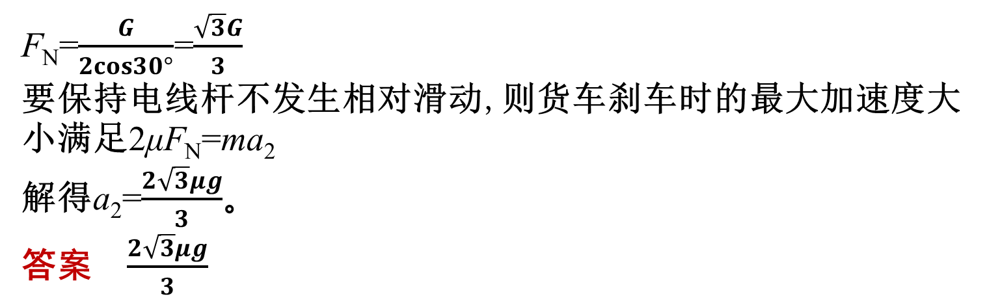 F_N=G/(2cos30°)=√3G/3
要保持电线杆不发生相对滑动,则货车刹车时的最大加速度大
小满足2μF_N=ma_2
解得a_2=2√3μg/3。
答案 2√3μg/3